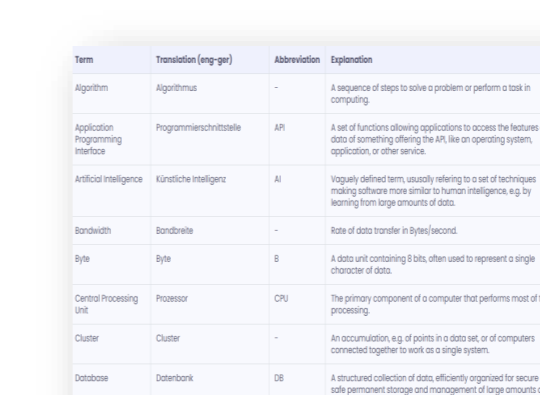 Term Translation (eng-ger) Abbreviation Explanation
Algorithm Algorithmus - A sequence of steps to solve a problem or perform a task in
computing.
Application Programmierschnittstelle API A set of functions allowing applications to access the features
Programming data of something offering the API, like an operating system,
Interface application, or other service.
Artificial Intelligence Künstliche Intelligenz AI Vaguely defined term, ususally refering to a set of techniques
making software more similar to human intelligence, e.g. by
learning from large amounts of data.
Bandwidth Bandbreite - Rate of data transfer in Bytes/second.
Byte Byte B A data unit containing 8 bits, often used to represent a single
character of data.
Central Processing Prozessor CPU The primary component of a computer that performs most of
Unit processing.
Cluster Cluster - An accumulation, e.g. of points in a data set, or of computers
connected together to work as a single system.
Database Datenbank DB A structured collection of data, efficiently organized for secure
safe permanent storage and management of large amounts